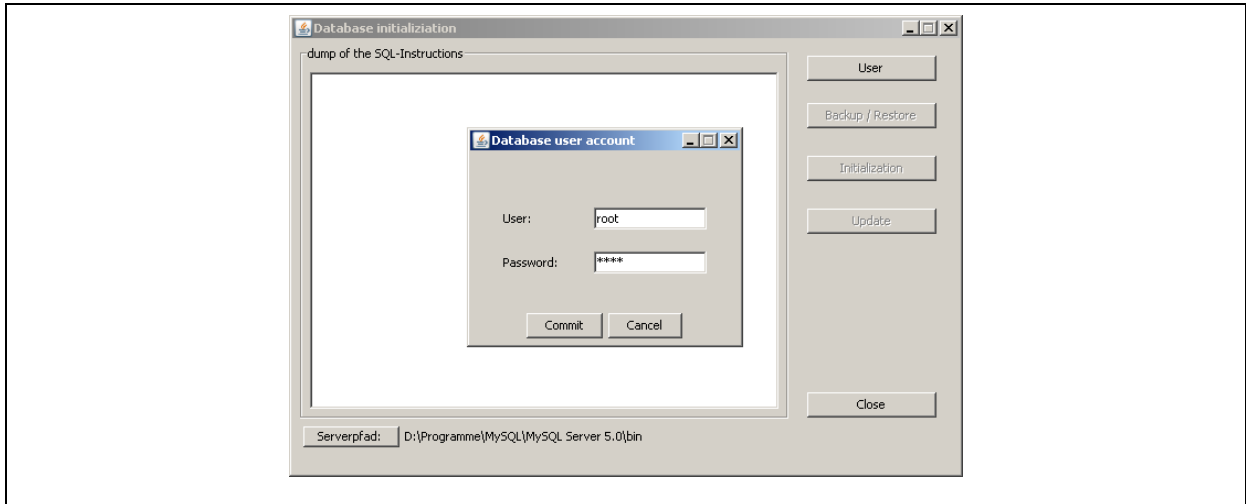 Database initializiation
dump of the SQL-Instructions
User
Backup / Restore
Initialization
Update
Database user account
User: root
Password: ****
Commit Cancel
Close
Serverpfad: D:\Programme\MySQL\MySQL Server 5.0\bin